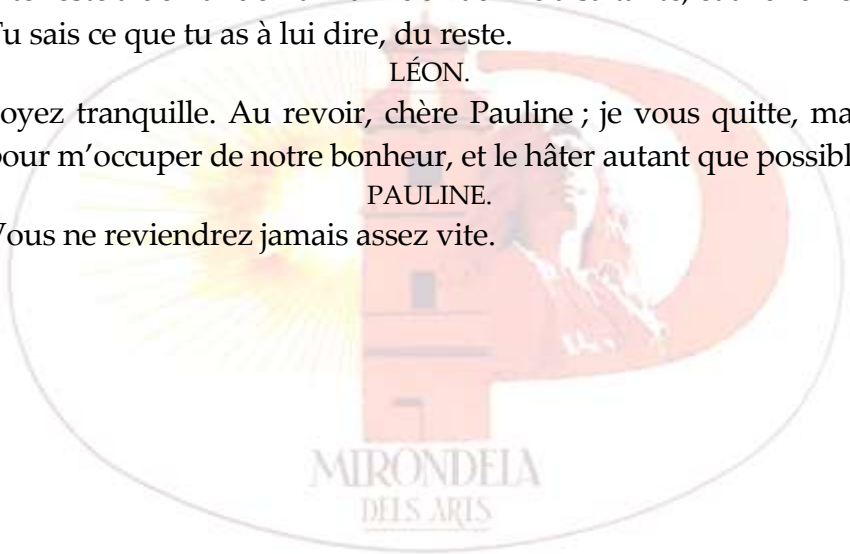 u sais ce que tu as à lui dire, du reste.
LÉON.
oyez tranquille. Au revoir, chère Pauline ; je vous quitte, ma
pour m’occuper de notre bonheur, et le hâter autant que possibl
PAULINE.
Vous ne reviendrez jamais assez vite.
MIRONDELA
DELS ARTS